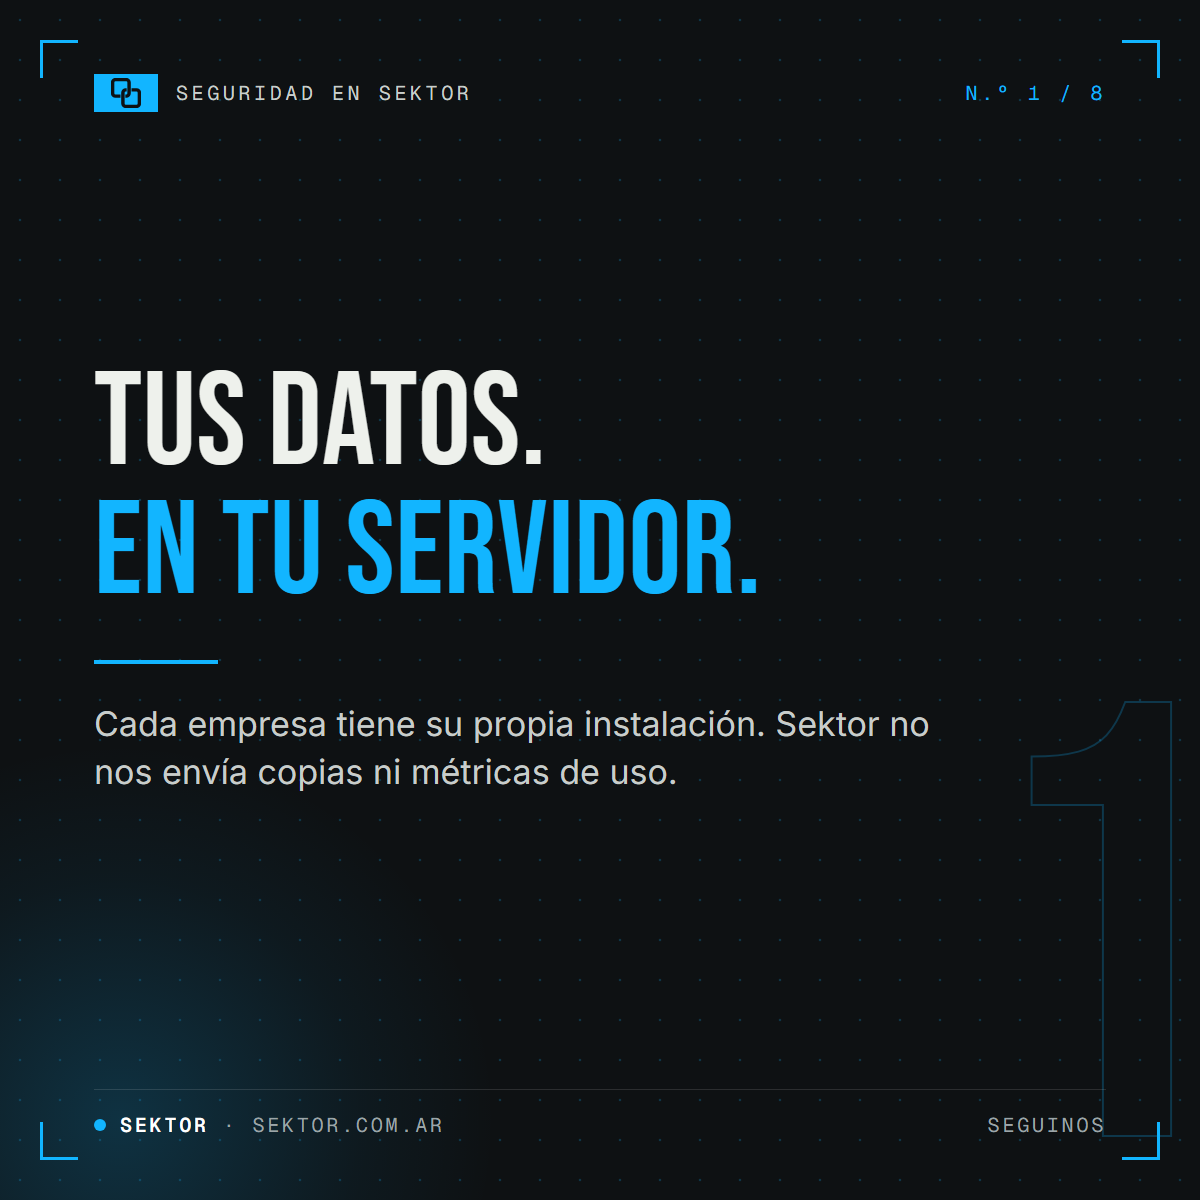 SEGURIDAD EN SEKTOR
N.º 1 / 8
TUS DATOS.
EN TU SERVIDOR.
Cada empresa tiene su propia instalación. Sektor no
nos envía copias ni métricas de uso.
1
SEKTOR · SEKTOR.COM.AR
SEGUINOS